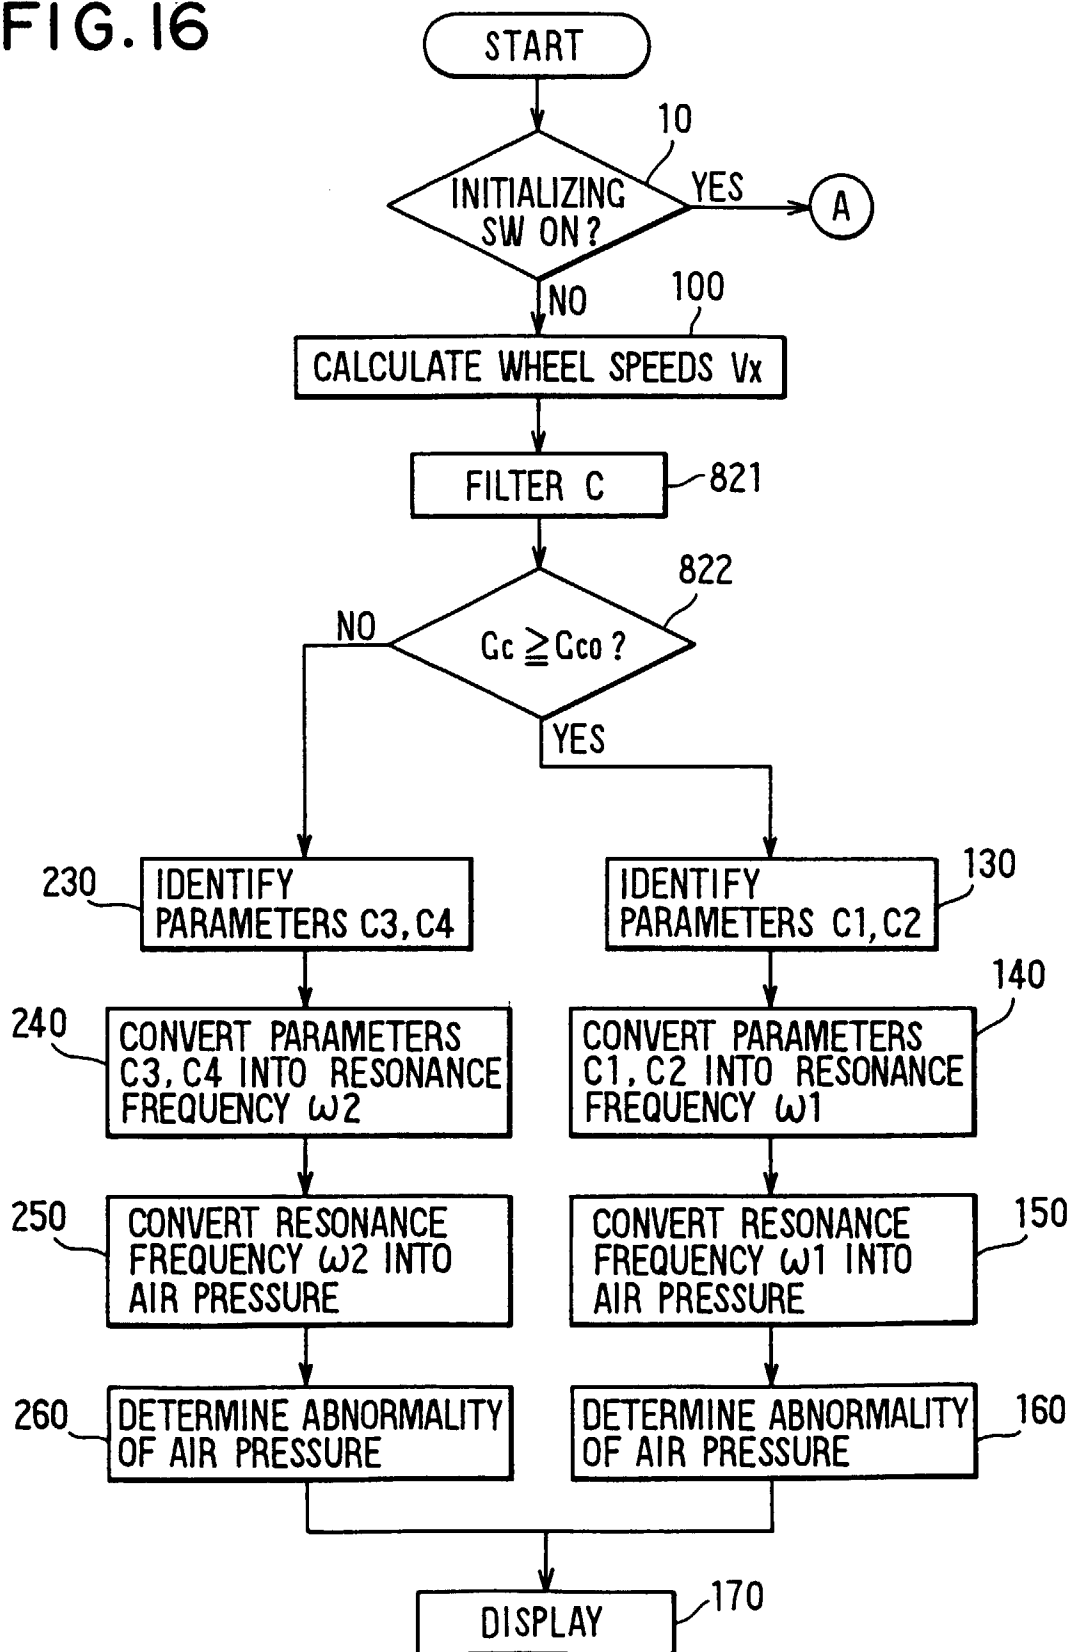 FIG. 16
START
10
INITIALIZING
SW ON?
YES
A
NO
100
CALCULATE WHEEL SPEEDS Vx
FILTER C
821
822
Gc ≧ Gco ?
NO
YES
230
IDENTIFY
PARAMETERS C3, C4
130
IDENTIFY
PARAMETERS C1, C2
240
CONVERT PARAMETERS
C3, C4 INTO RESONANCE
FREQUENCY ω2
140
CONVERT PARAMETERS
C1, C2 INTO RESONANCE
FREQUENCY ω1
250
CONVERT RESONANCE
FREQUENCY ω2 INTO
AIR PRESSURE
150
CONVERT RESONANCE
FREQUENCY ω1 INTO
AIR PRESSURE
260
DETERMINE ABNORMALITY
OF AIR PRESSURE
160
DETERMINE ABNORMALITY
OF AIR PRESSURE
170
DISPLAY